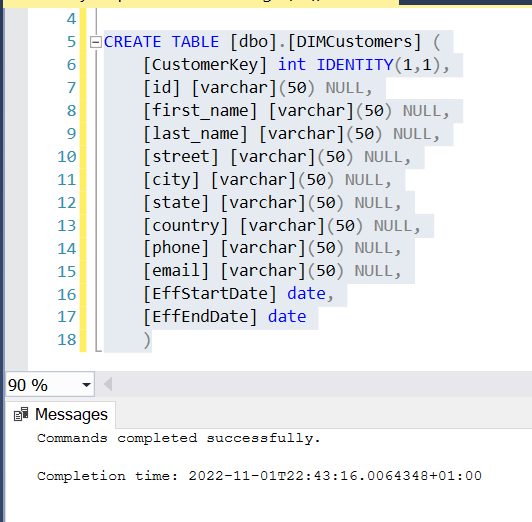 4
5 CREATE TABLE [dbo].[DIMCustomers] (
6 [CustomerKey] int IDENTITY(1,1),
7 [id] [varchar](50) NULL,
8 [first_name] [varchar](50) NULL,
9 [last_name] [varchar](50) NULL,
10 [street] [varchar](50) NULL,
11 [city] [varchar](50) NULL,
12 [state] [varchar](50) NULL,
13 [country] [varchar](50) NULL,
14 [phone] [varchar](50) NULL,
15 [email] [varchar](50) NULL,
16 [EffStartDate] date,
17 [EffEndDate] date
18 )
90 %
Messages
Commands completed successfully.
Completion time: 2022-11-01T22:43:16.0064348+01:00